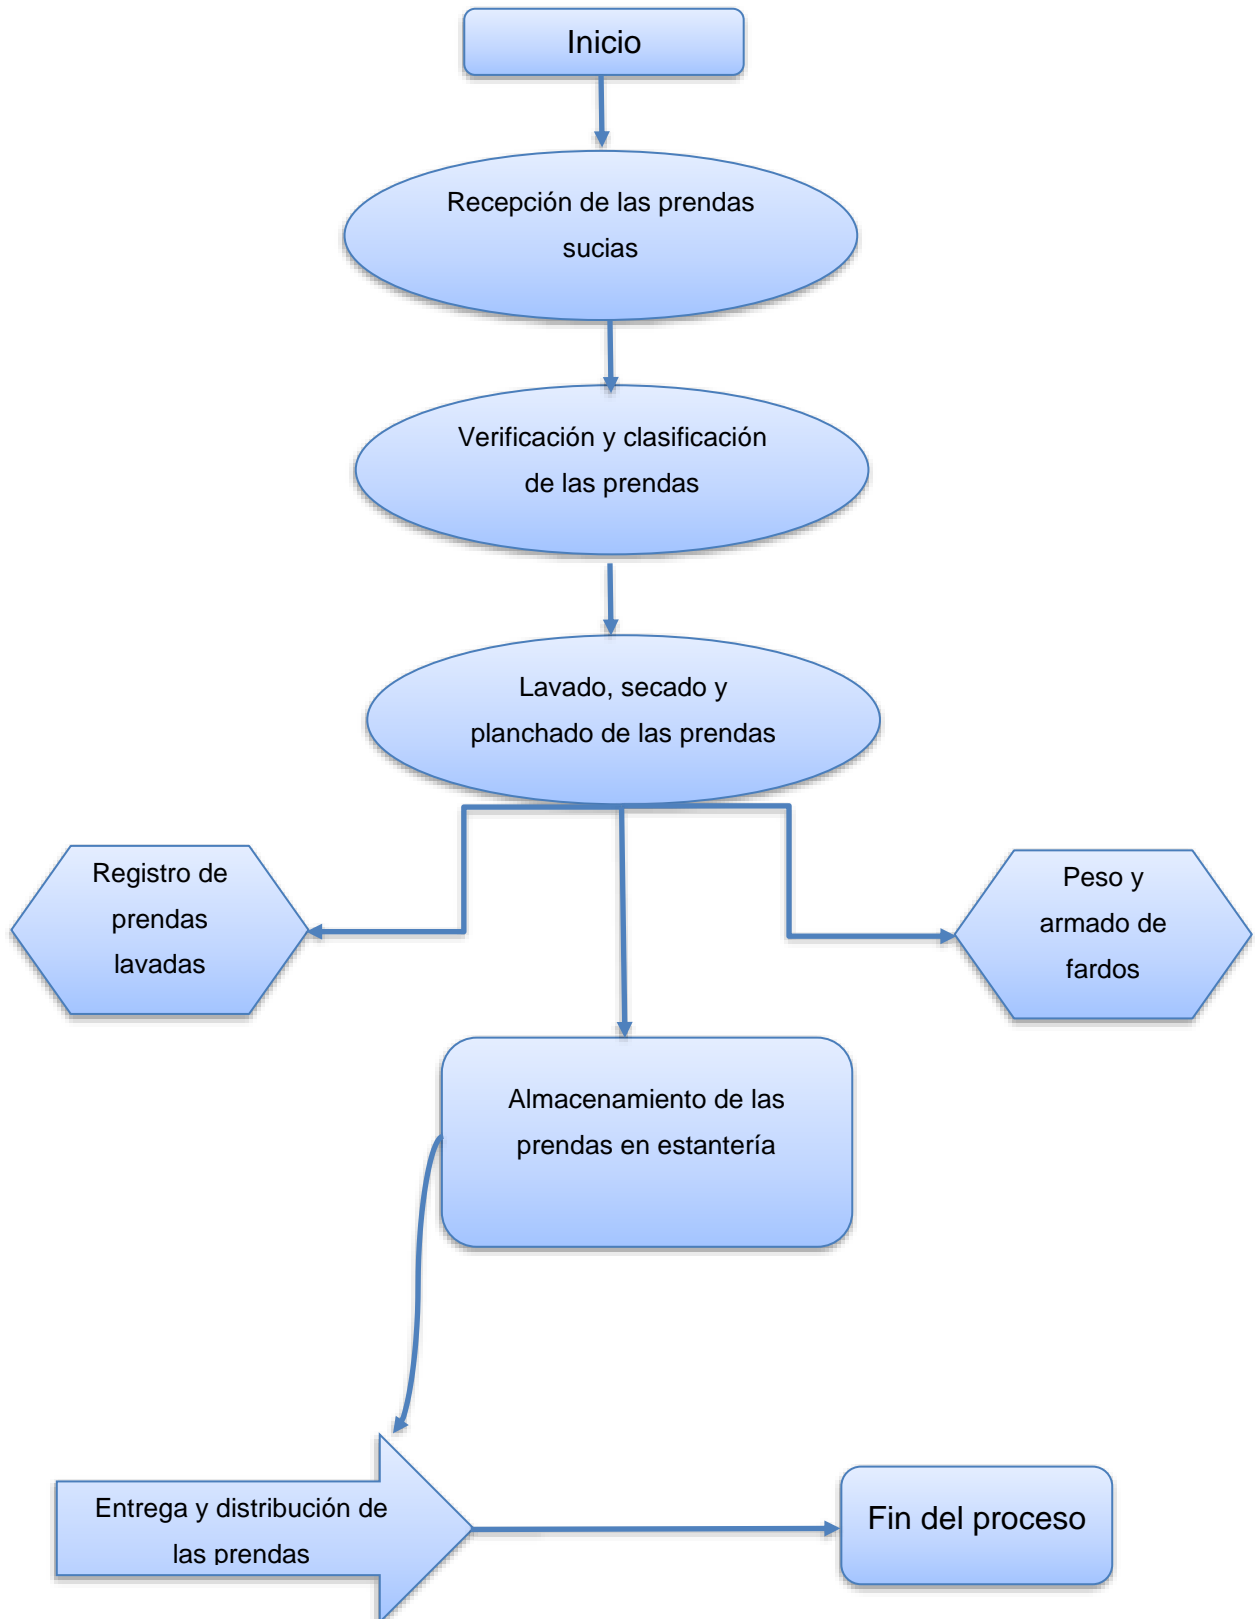 Inicio
Recepción de las prendas
sucias
Verificación y clasificación
de las prendas
Lavado, secado y
planchado de las prendas
Registro de
prendas
lavadas
Peso y
armado de
fardos
Almacenamiento de las
prendas en estantería
Entrega y distribución de
las prendas
Fin del proceso